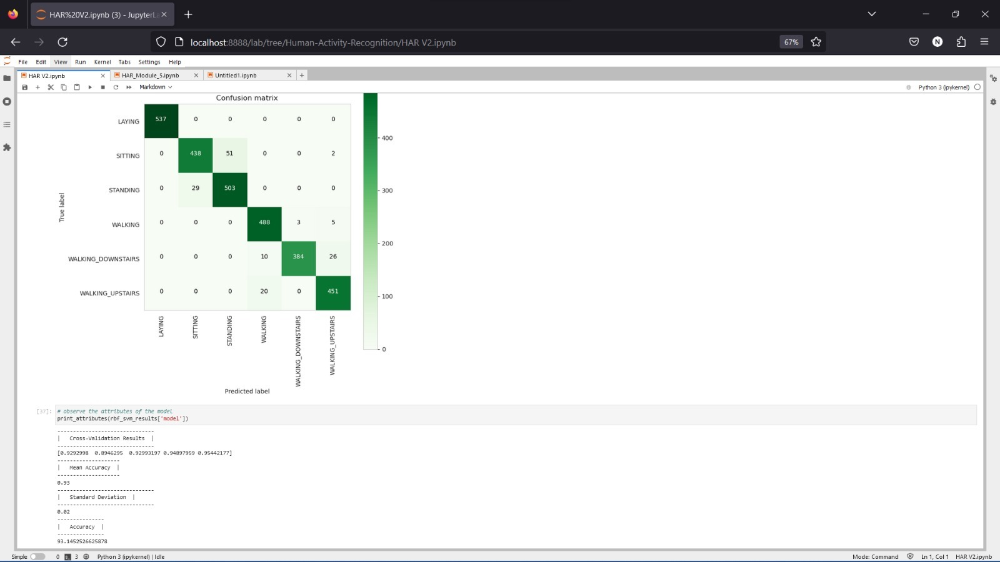 HAR%20V2.ipynb (3) - JupyterLa
localhost:8888/lab/tree/Human-Activity-Recognition/HAR V2.ipynb
67%
N
File Edit View Run Kernel Tabs Settings Help
HAR V2.ipynb
HAR_Module_5.ipynb
Untitled1.ipynb
Markdown
Python 3 (ipykernel)
Confusion matrix
LAYING 537 0 0 0 0 0
SITTING 0 438 51 0 0 2
STANDING 0 29 503 0 0 0
WALKING 0 0 0 488 3 5
WALKING_DOWNSTAIRS 0 0 0 10 384 26
WALKING_UPSTAIRS 0 0 0 20 0 451
True label
LAYING
SITTING
STANDING
WALKING
WALKING_DOWNSTAIRS
WALKING_UPSTAIRS
Predicted label
400
300
200
100
0
[37]: # observe the attributes of the model
print_attributes(rbf_svm_results['model'])
-------------------------------
| Cross-Validation Results |
-------------------------------
[0.9292998 0.8946295 0.92993197 0.94897959 0.95442177]
--------------------
| Mean Accuracy |
--------------------
0.93
-------------------------------
| Standard Deviation |
-------------------------------
0.02
---------------
| Accuracy |
---------------
93.1452526625878
Simple 0 3 Python 3 (ipykernel) | Idle
Mode: Command Ln 1, Col 1 HAR V2.ipynb